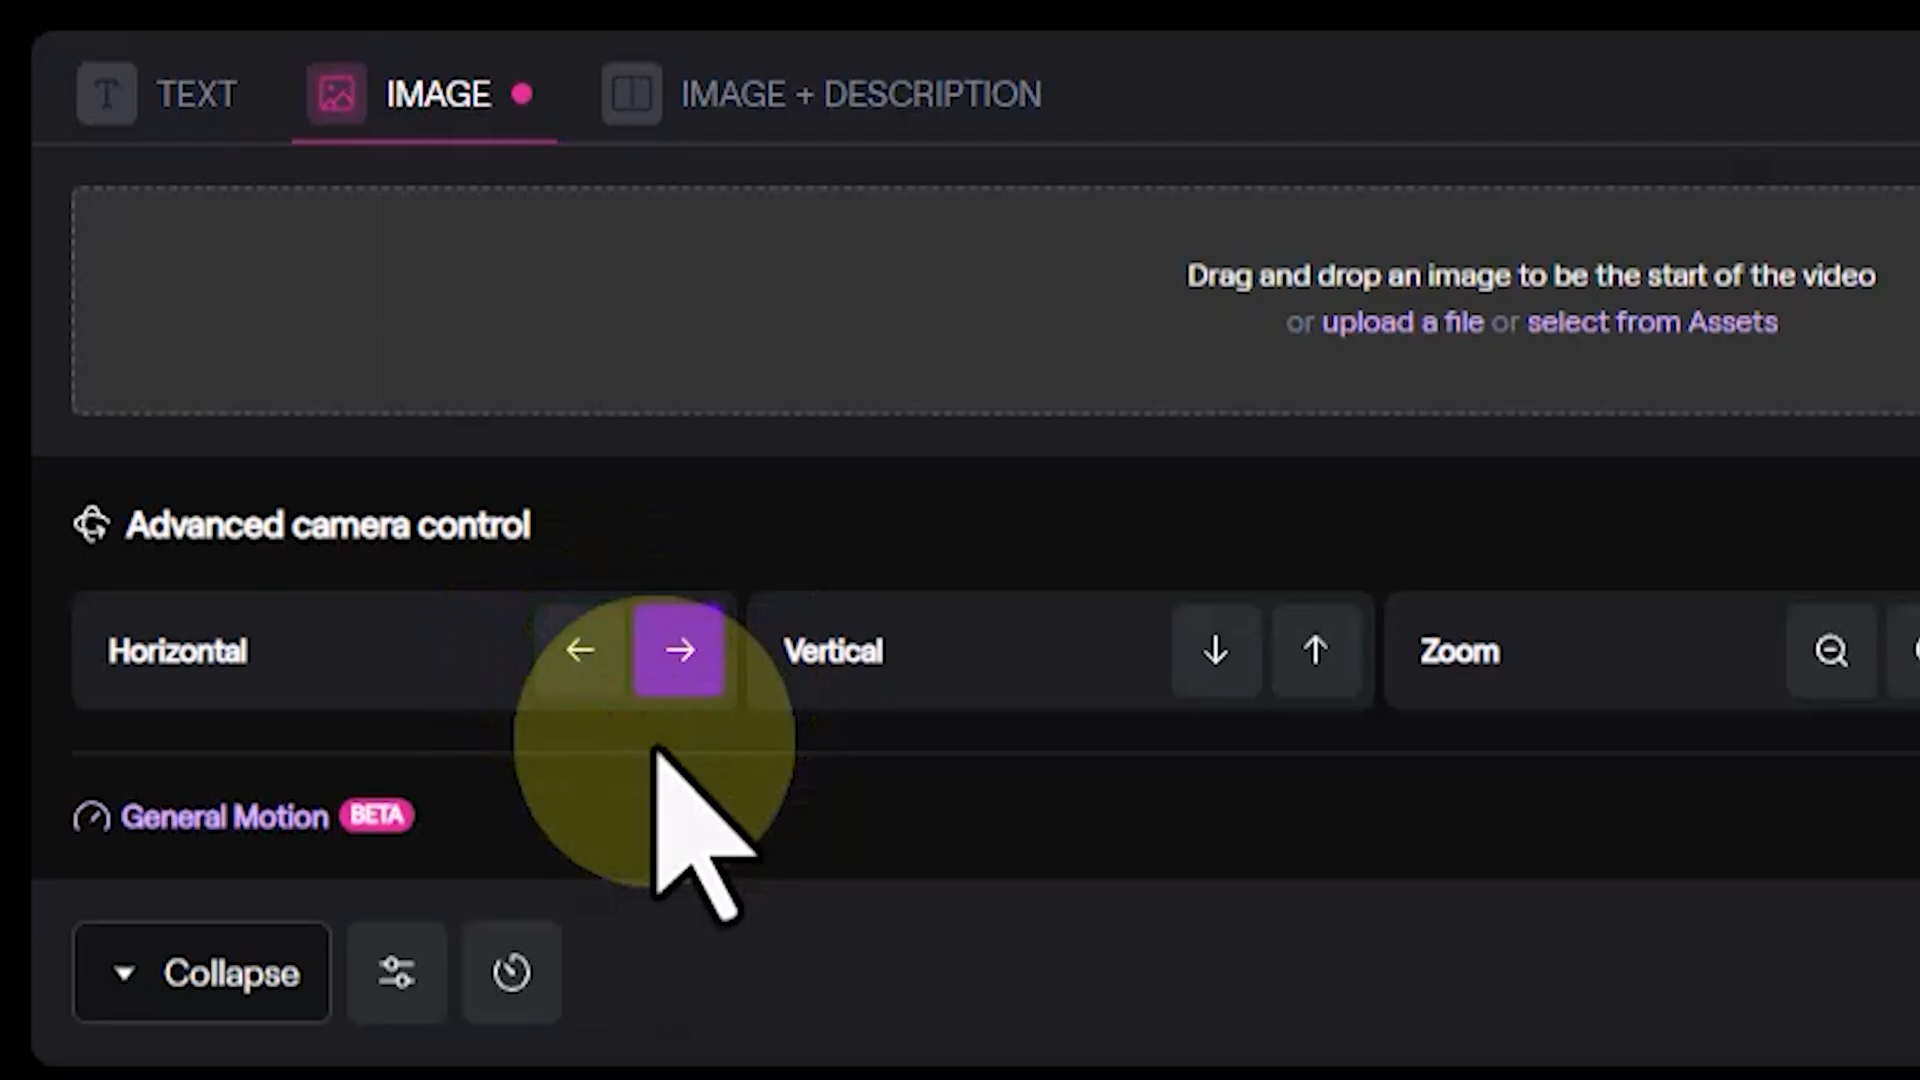 TEXT
IMAGE
IMAGE + DESCRIPTION
Drag and drop an image to be the start of the video
or upload a file or select from Assets
Advanced camera control
Horizontal
Vertical
Zoom
General Motion BETA
Collapse